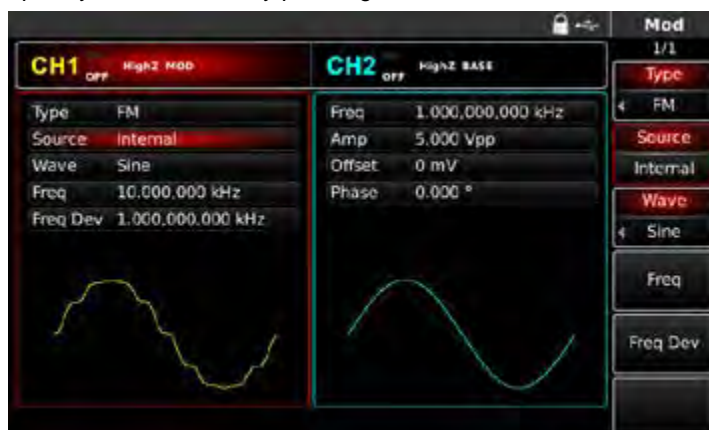 Mod
1/1
CH1 OFF HighZ MOD
CH2 OFF HighZ BASE
Type FM
Source Internal
Wave Sine
Freq 10.000,000 kHz
Freq Dev 1.000,000,000 kHz
Freq 1.000,000,000 kHz
Amp 5.000 Vpp
Offset 0 mV
Phase 0.000 °
Type
FM
Source
Internal
Wave
Sine
Freq
Freq Dev